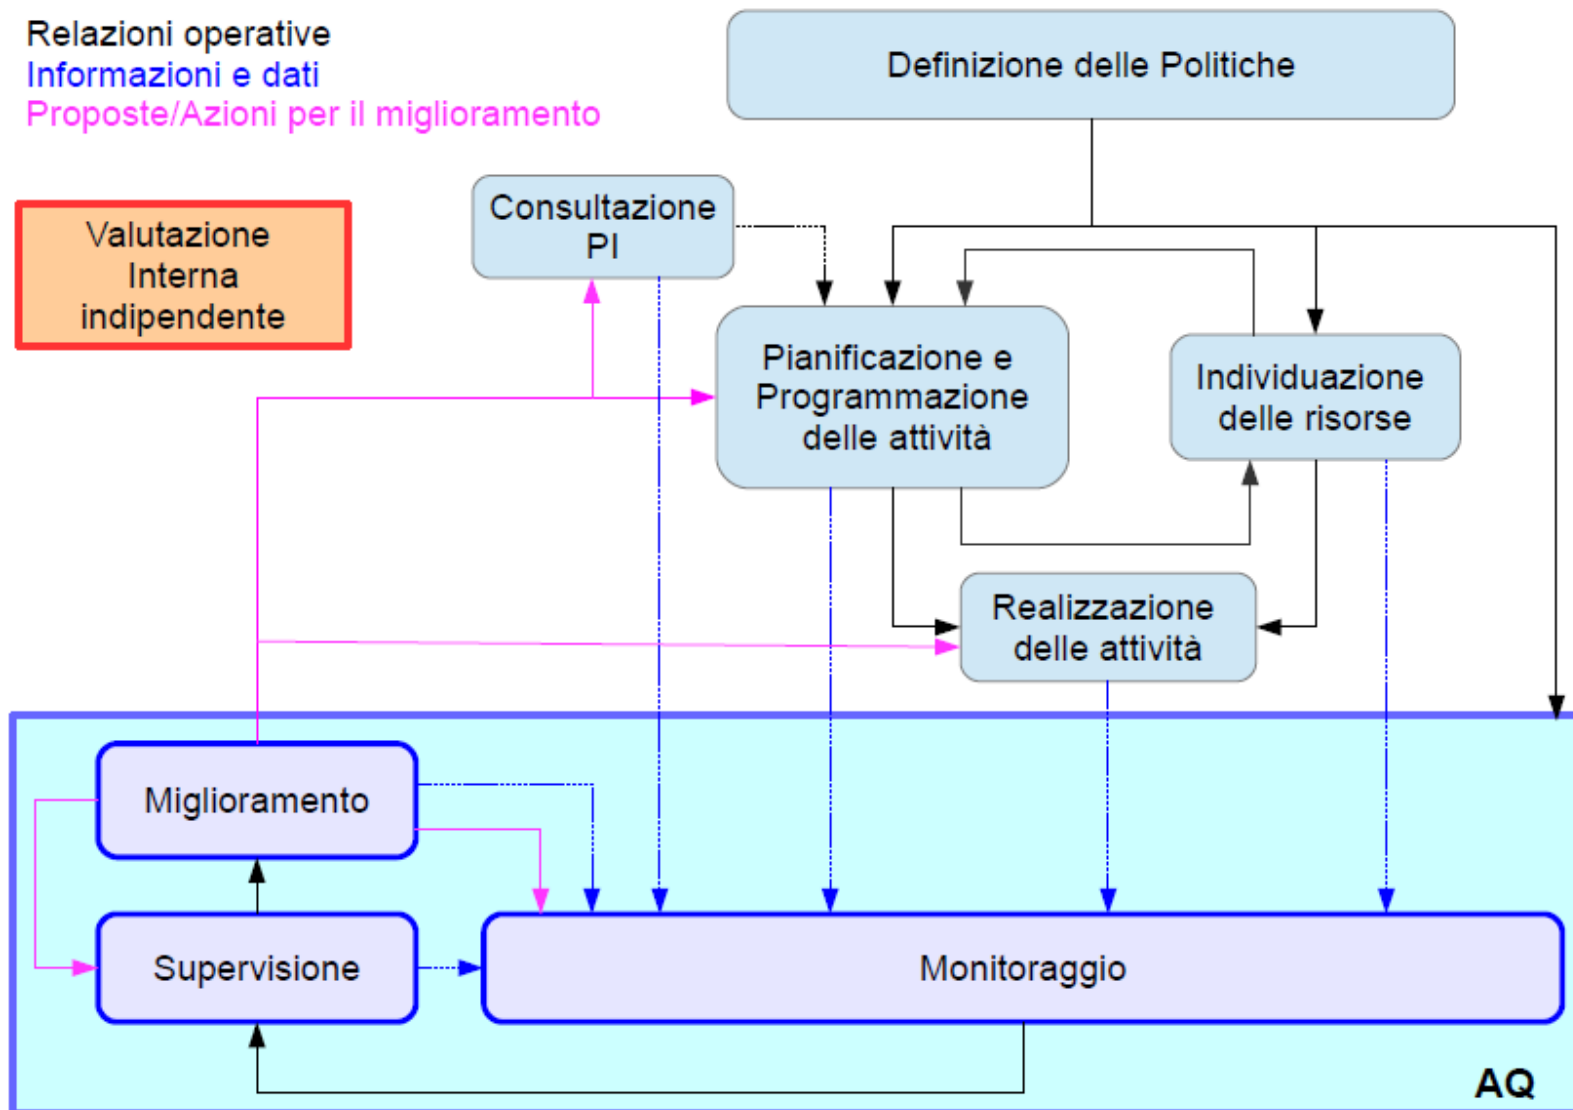 Relazioni operative
Informazioni e dati
Proposte/Azioni per il miglioramento
Definizione delle Politiche
Consultazione
PI
Valutazione
Interna
indipendente
Pianificazione e
Programmazione
delle attività
Individuazione
delle risorse
Realizzazione
delle attività
Miglioramento
Supervisione
Monitoraggio
AQ